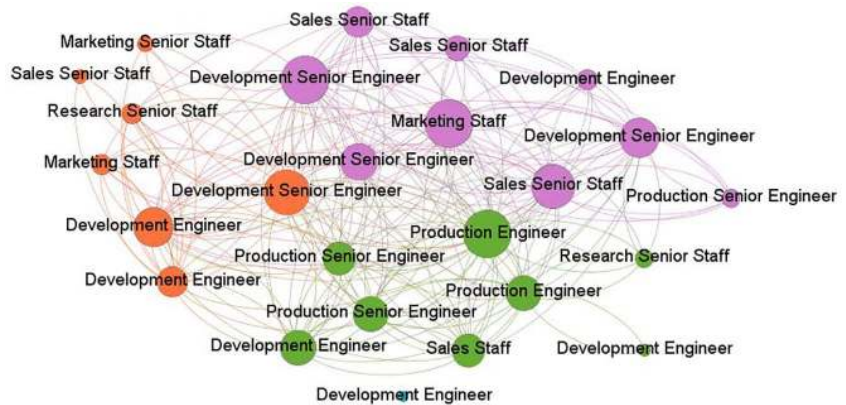 Sales Senior Staff
Marketing Senior Staff
Sales Senior Staff
Sales Senior Staff
Development Senior Engineer
Development Engineer
Research Senior Staff
Marketing Staff
Development Senior Engineer
Marketing Staff
Development Senior Engineer
Development Senior Engineer
Sales Senior Staff
Production Senior Engineer
Development Engineer
Production Engineer
Production Senior Engineer
Research Senior Staff
Development Engineer
Production Engineer
Production Senior Engineer
Development Engineer
Sales Staff
Development Engineer
Development Engineer